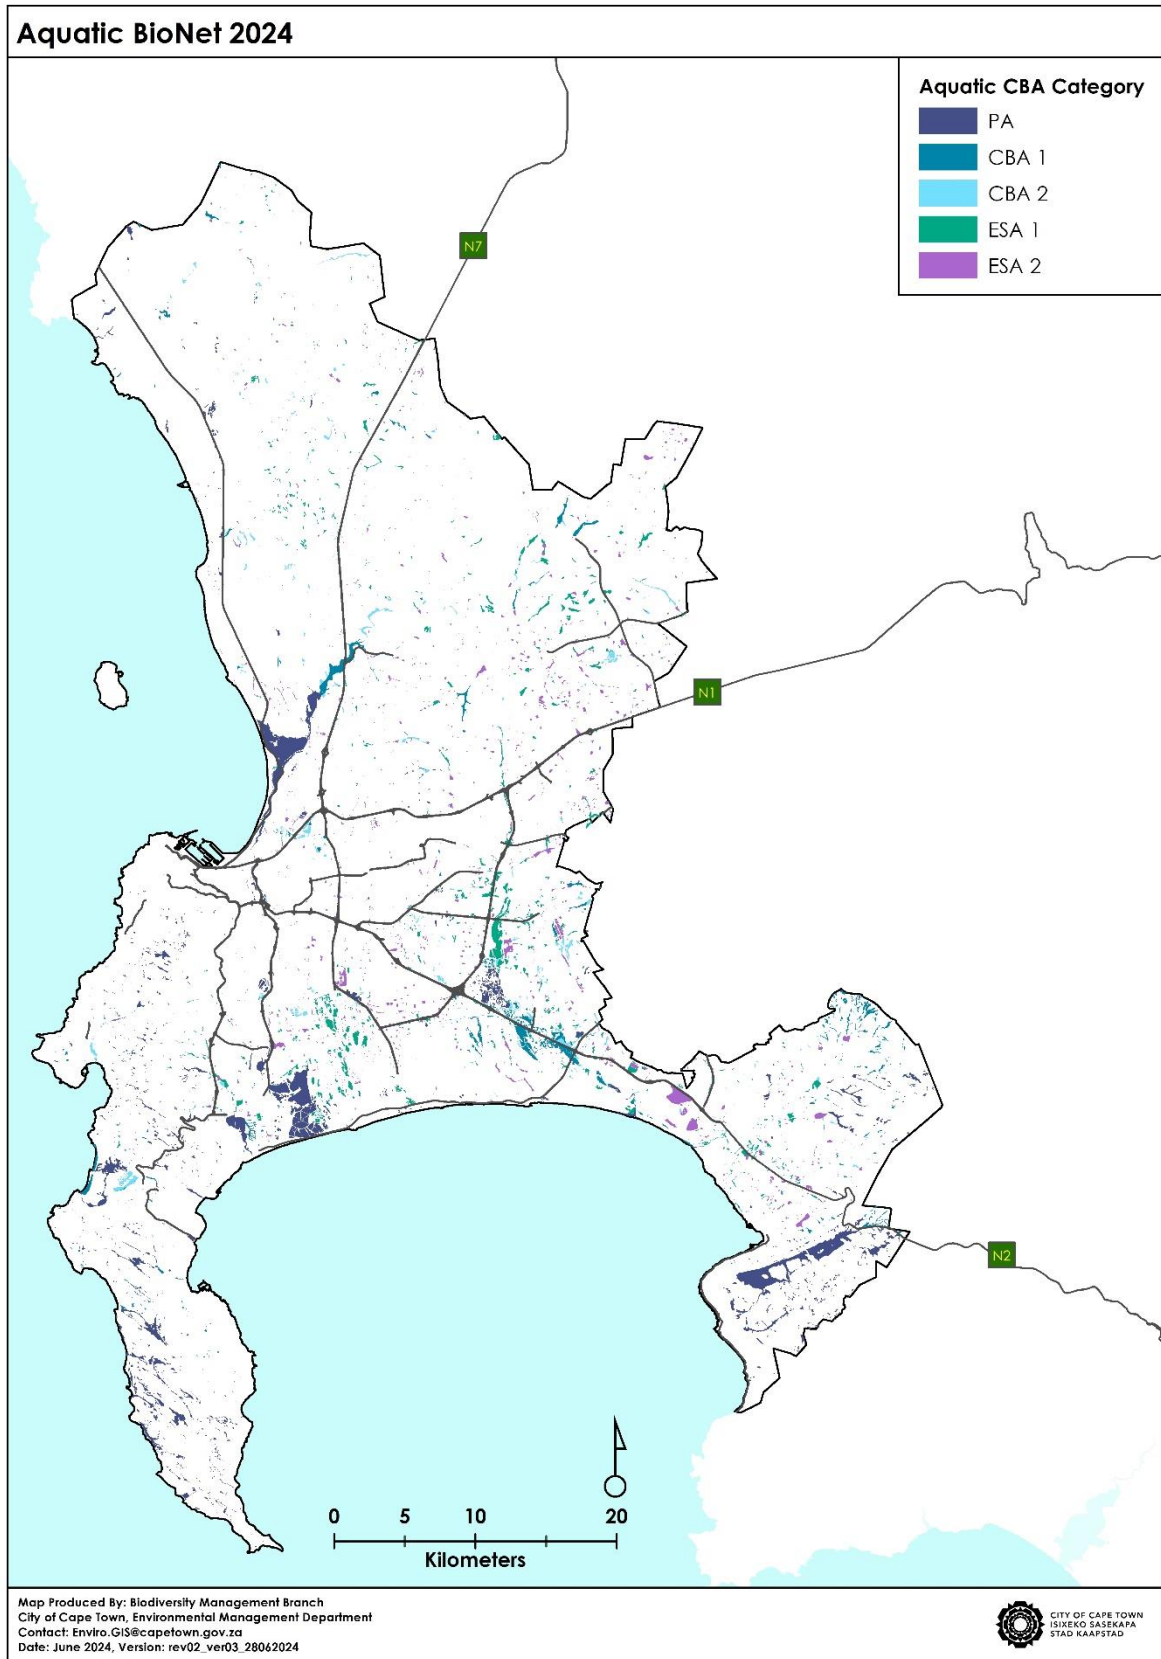 Aquatic BioNet 2024
Aquatic CBA Category
PA
CBA 1
CBA 2
ESA 1
ESA 2
N7
N1
N2
0 5 10 20
Kilometers
Map Produced By: Biodiversity Management Branch
City of Cape Town, Environmental Management Department
Contact: Enviro.GIS@capetown.gov.za
Date: June 2024, Version: rev02_ver03_28062024
CITY OF CAPE TOWN
ISIXEKO SASEKAPA
STAD KAAPSTAD